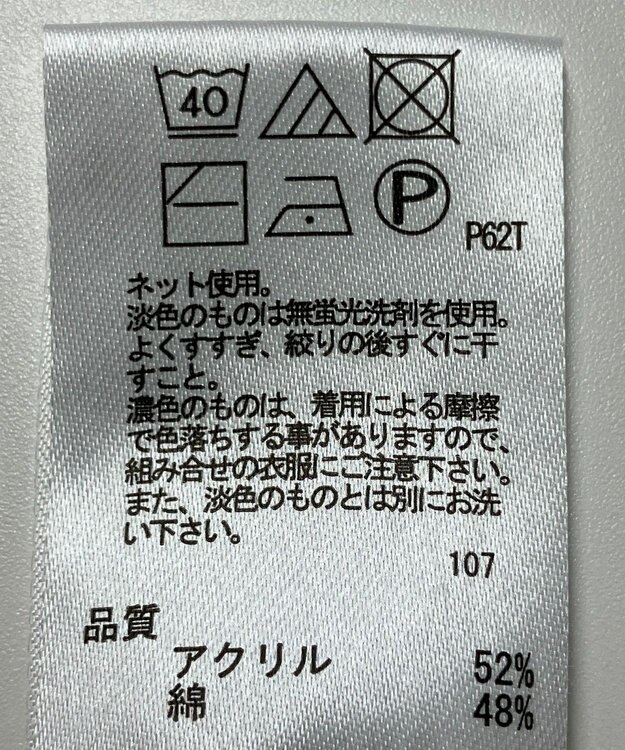 40
P
P62T
ネット使用。
淡色のものは無蛍光洗剤を使用。
よくすすぎ、絞りの後すぐに干
すこと。
濃色のものは、着用による摩擦
で色落ちする事がありますので、
組み合せの衣服にご注意下さい。
また、淡色のものとは別にお洗
い下さい。
107
品質
アクリル 52%
綿 48%